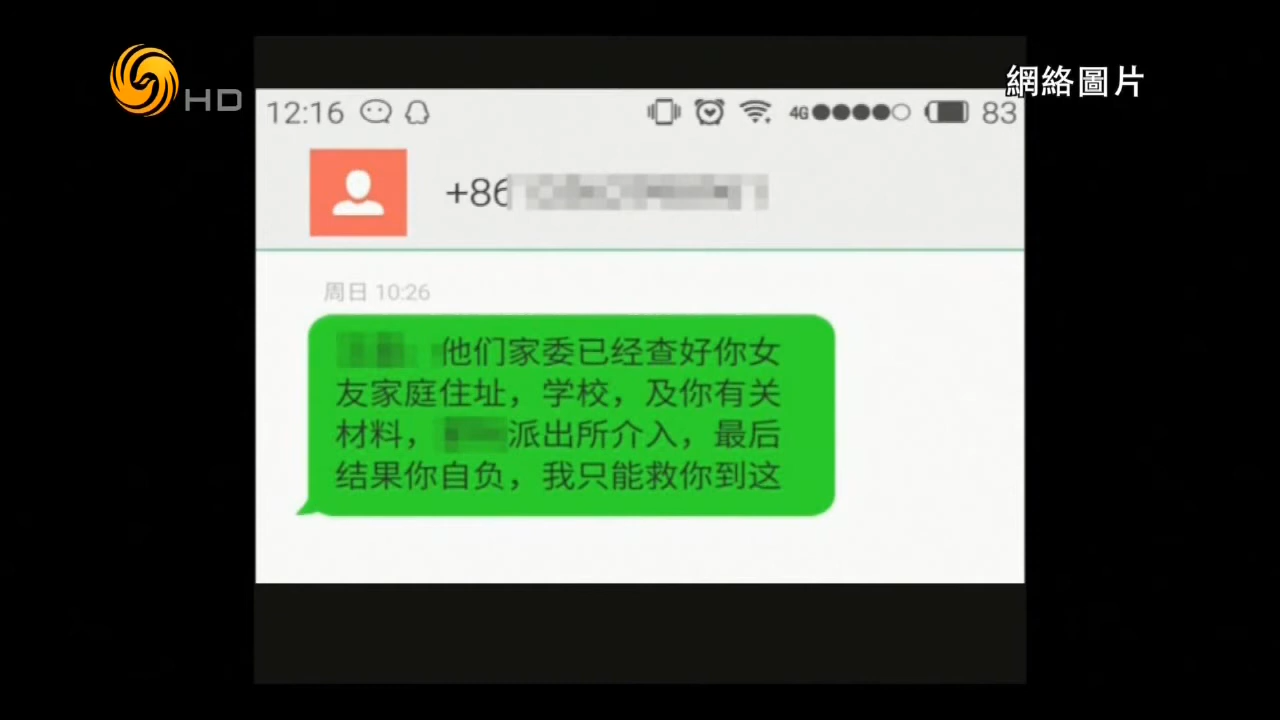 HD
網絡圖片
12:16
4G
83
+86
周日 10:26
他们家委已经查好你女
友家庭住址，学校，及你有关
材料，派出所介入，最后
结果你自负，我只能救你到这